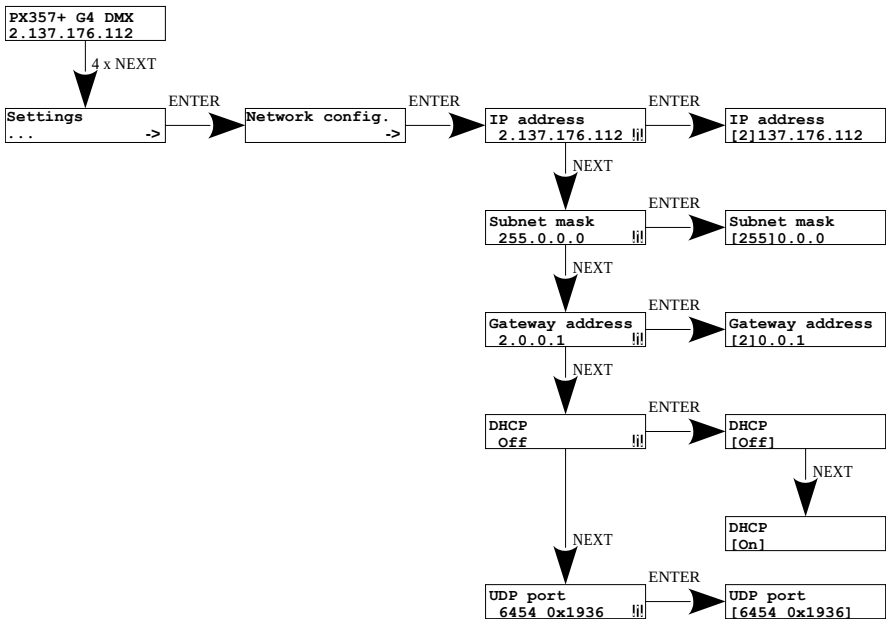 PX357+ G4 DMX
2.137.176.112
4 x NEXT
Settings
... ->
ENTER
Network config.
->
ENTER
IP address
2.137.176.112 !i!
ENTER
IP address
[2]137.176.112
NEXT
Subnet mask
255.0.0.0 !i!
ENTER
Subnet mask
[255]0.0.0
NEXT
Gateway address
2.0.0.1 !i!
ENTER
Gateway address
[2]0.0.1
NEXT
DHCP
Off !i!
ENTER
DHCP
[Off]
NEXT
DHCP
[On]
NEXT
UDP port
6454 0x1936 !i!
ENTER
UDP port
[6454 0x1936]